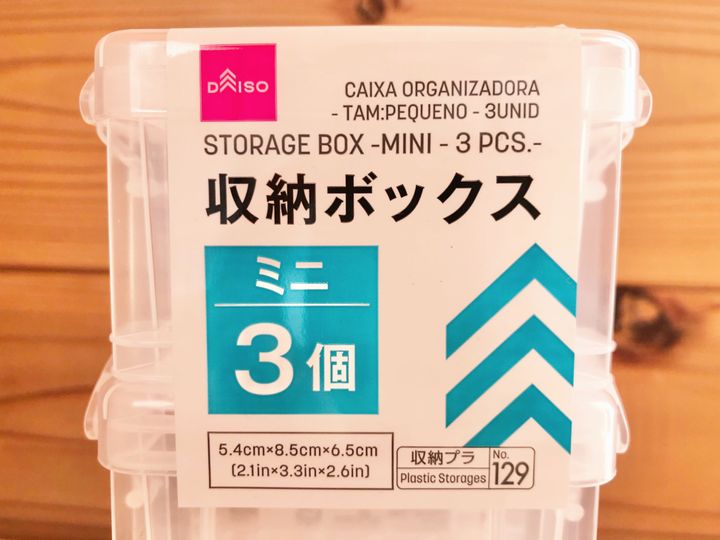 DAISO
CAIXA ORGANIZADORA
- TAM:PEQUENO - 3UNID
STORAGE BOX -MINI - 3 PCS.-
収納ボックス
ミニ
3個
5.4cm×8.5cm×6.5cm
(2.1in×3.3in×2.6in)
収納プラ
Plastic Storages
No.
129